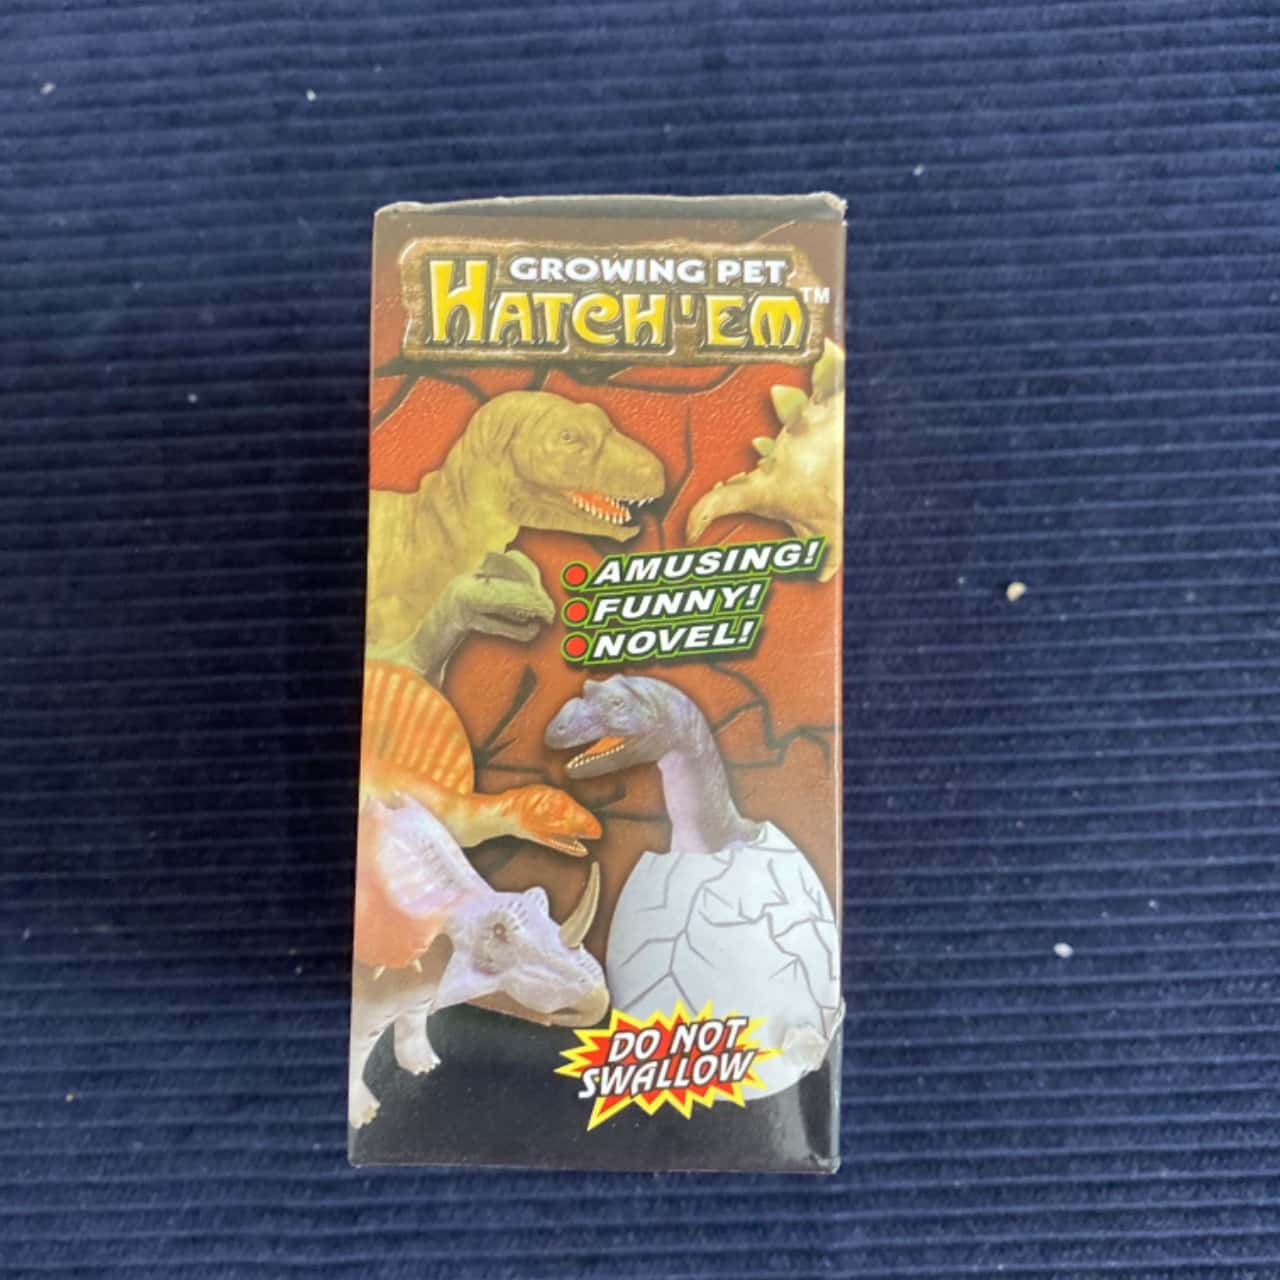 GROWING PET
HATCH'EM™
AMUSING!
FUNNY!
NOVEL!
DO NOT
SWALLOW